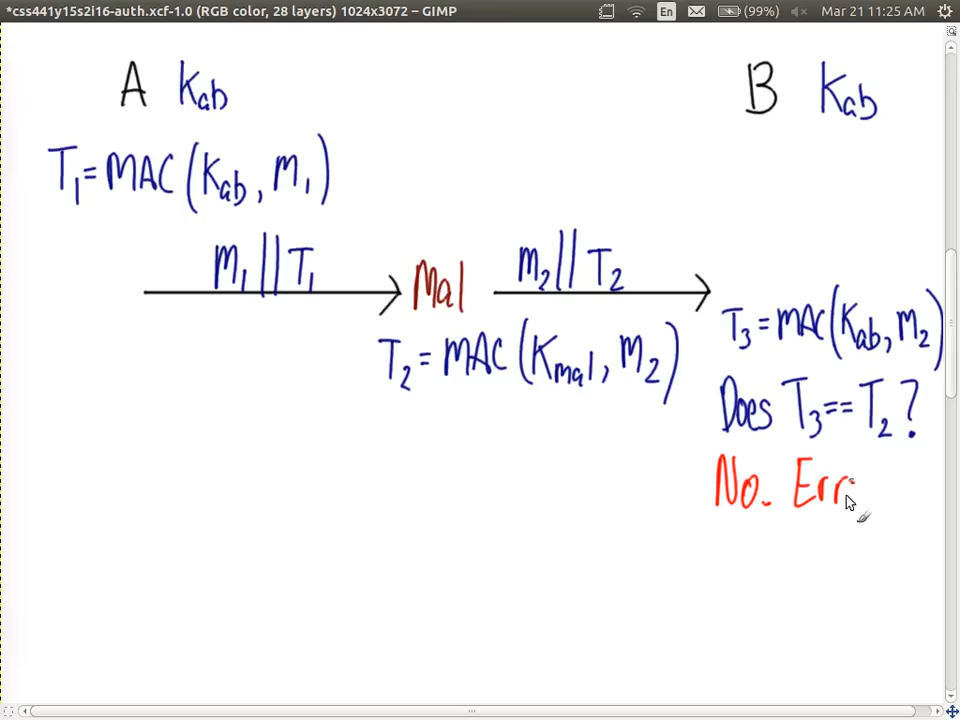 *css441y15s2i16-auth.xcf-1.0 (RGB color, 28 layers) 1024x3072 – GIMP En (99%) Mar 21 11:25 AM
A Kab B Kab
T1=MAC(Kab, M1)
M1||T1 Mal M2||T2
T3=MAC(Kab, M2)
T2=MAC(Kmal, M2)
Does T3==T2?
No. Err